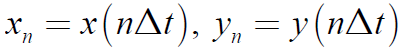 xₙ = x(nΔt), yₙ = y(nΔt)